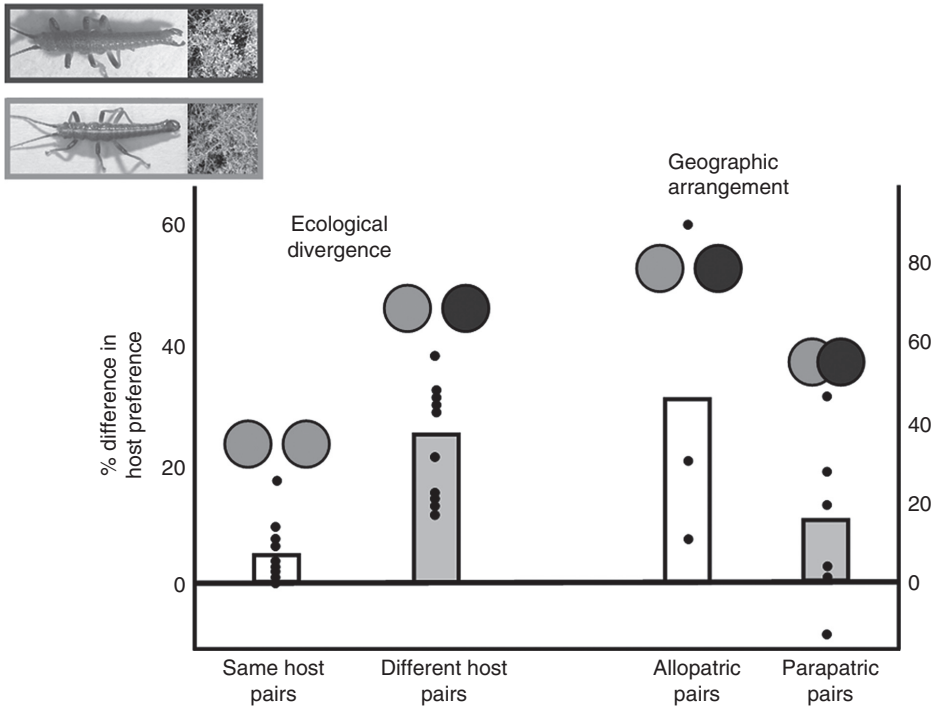 Geographic
arrangement
Ecological
divergence
% difference in
host preference
60
40
20
0
80
60
40
20
0
Same host
pairs
Different host
pairs
Allopatric
pairs
Parapatric
pairs